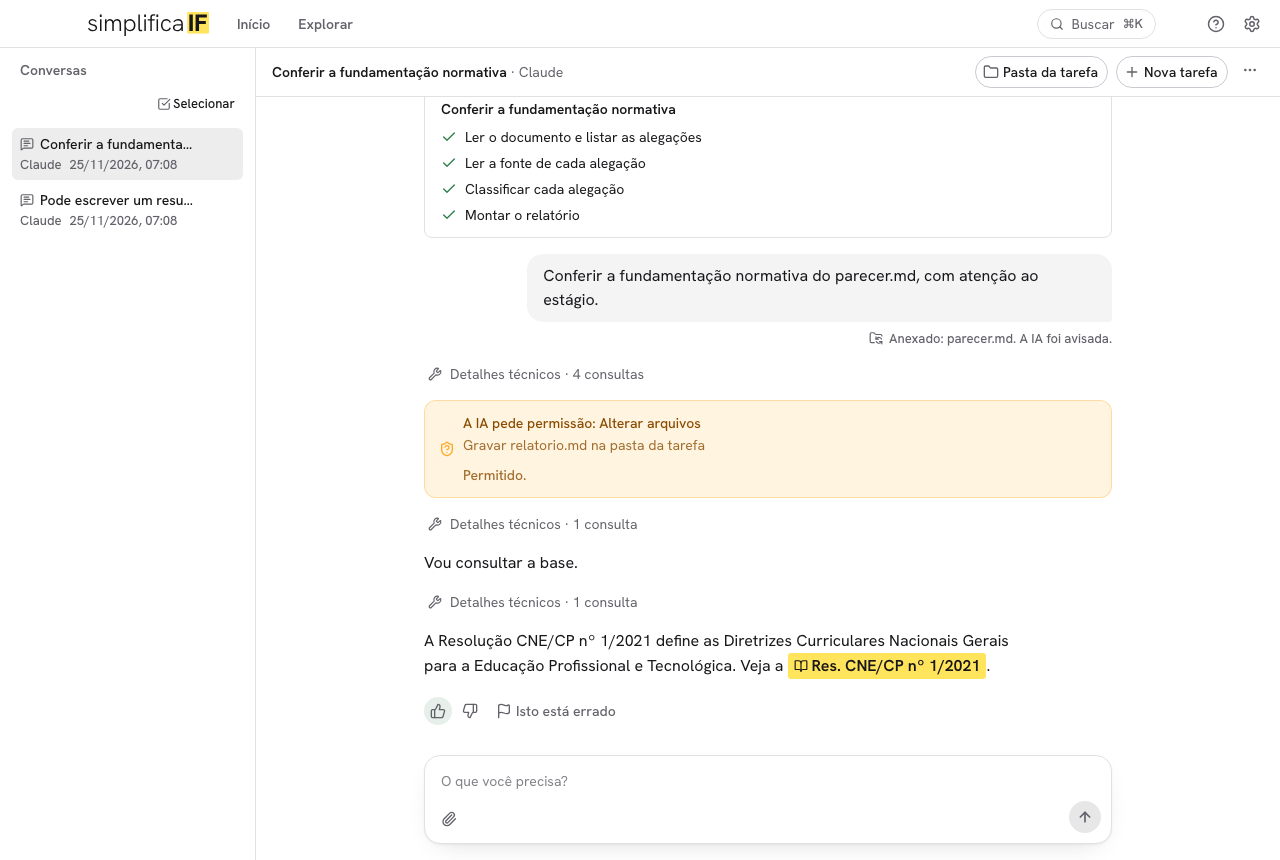 simplifica IF
Início
Explorar
Buscar ⌘K
Conversas
Selecionar
Conferir a fundamenta...
Claude 25/11/2026, 07:08
Pode escrever um resu...
Claude 25/11/2026, 07:08
Conferir a fundamentação normativa · Claude
Pasta da tarefa
Nova tarefa
Conferir a fundamentação normativa
Ler o documento e listar as alegações
Ler a fonte de cada alegação
Classificar cada alegação
Montar o relatório
Conferir a fundamentação normativa do parecer.md, com atenção ao
estágio.
Anexado: parecer.md. A IA foi avisada.
Detalhes técnicos · 4 consultas
A IA pede permissão: Alterar arquivos
Gravar relatorio.md na pasta da tarefa
Permitido.
Detalhes técnicos · 1 consulta
Vou consultar a base.
Detalhes técnicos · 1 consulta
A Resolução CNE/CP nº 1/2021 define as Diretrizes Curriculares Nacionais Gerais
para a Educação Profissional e Tecnológica. Veja a Res. CNE/CP nº 1/2021 .
Isto está errado
O que você precisa?